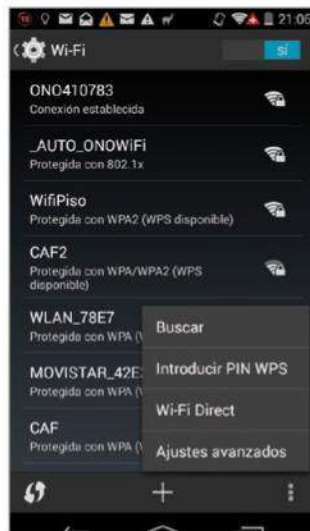 21:06
Wi-Fi
SÍ
ONO410783
Conexión establecida
_AUTO_ONOWiFi
Protegida con 802.1x
WifiPiso
Protegida con WPA2 (WPS disponible)
CAF2
Protegida con WPA/WPA2 (WPS
disponible)
WLAN_78E7
Protegida con WPA (
MOVISTAR_42E
Protegida con WPA (
CAF
Protegida con WPA (
Buscar
Introducir PIN WPS
Wi-Fi Direct
Ajustes avanzados